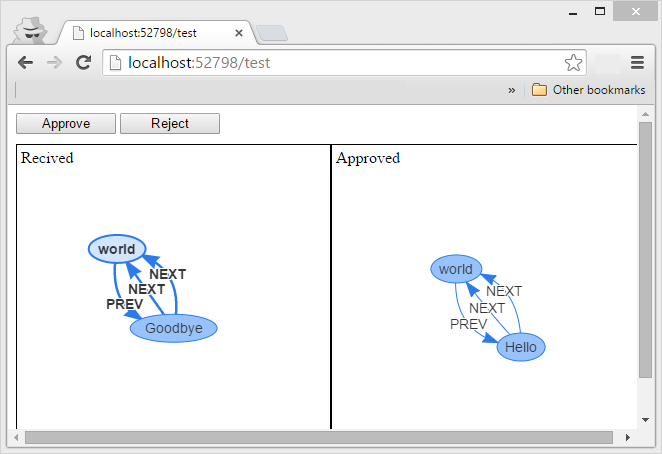 localhost:52798/test
localhost:52798/test
» Other bookmarks
Approve Reject
Recived
world
NEXT
NEXT
PREV
Goodbye
Approved
world
NEXT
NEXT
PREV
Hello